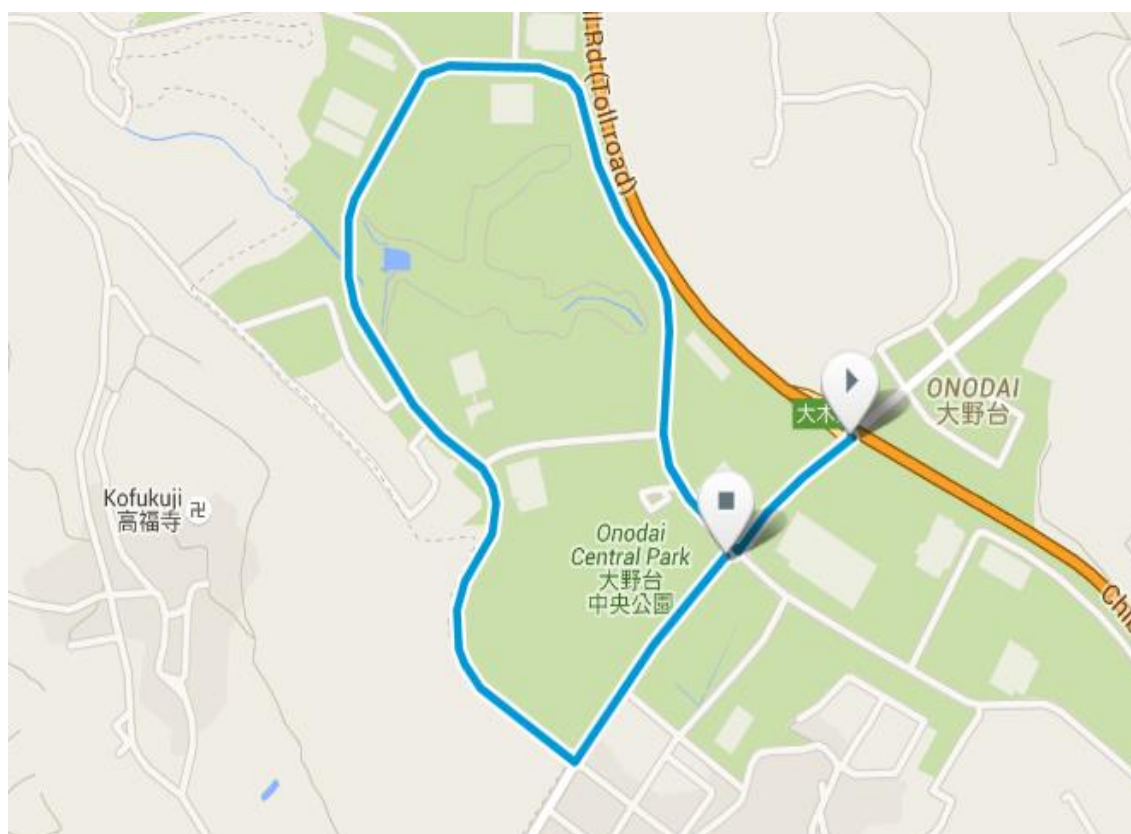 Rd (Toll road)
ONODAI
大野台
大木
Kofukuji
高福寺
卍
Onodai
Central Park
大野台
中央公園